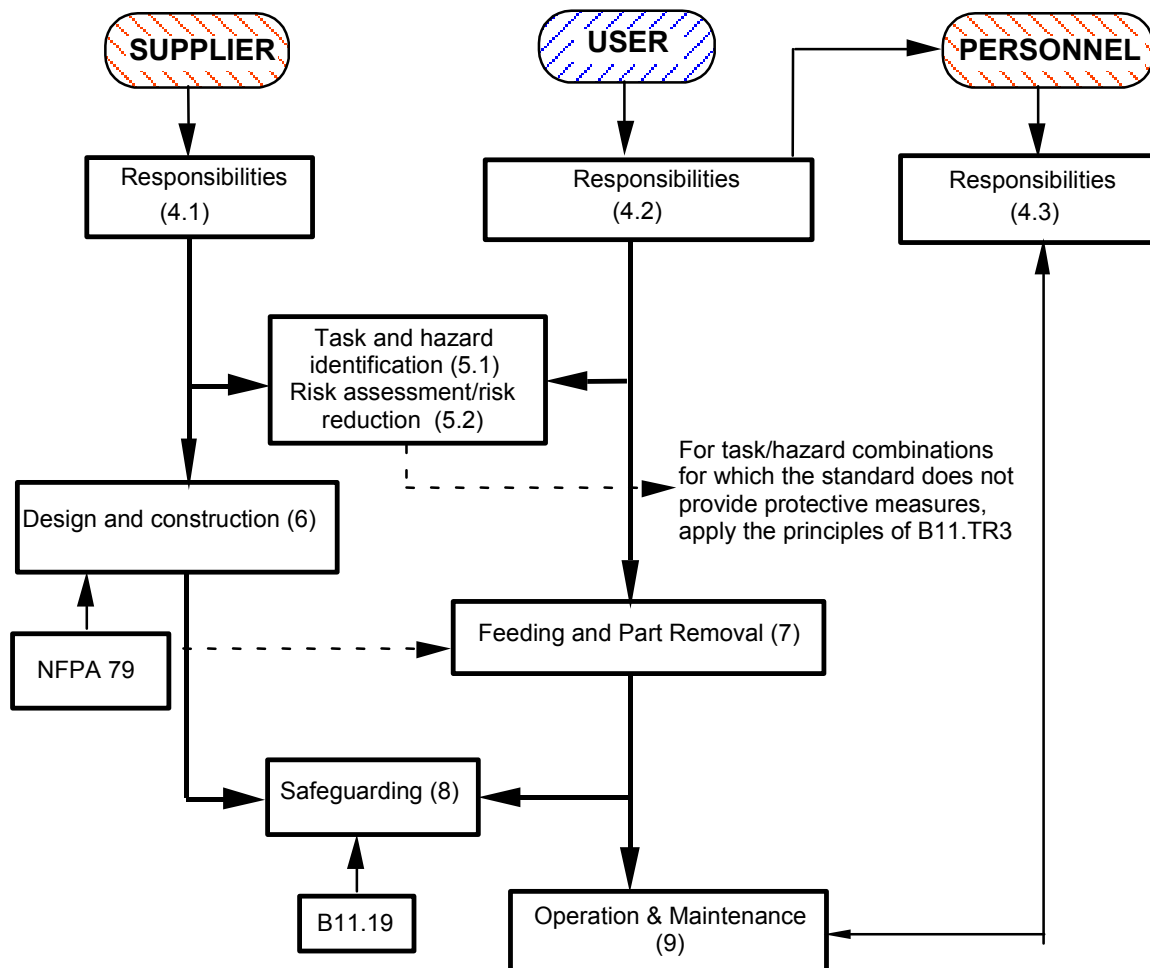 SUPPLIER
USER
PERSONNEL
Responsibilities
(4.1)
Responsibilities
(4.2)
Responsibilities
(4.3)
Task and hazard
identification (5.1)
Risk assessment/risk
reduction (5.2)
For task/hazard combinations
for which the standard does not
provide protective measures,
apply the principles of B11.TR3
Design and construction (6)
Feeding and Part Removal (7)
NFPA 79
Safeguarding (8)
B11.19
Operation & Maintenance
(9)